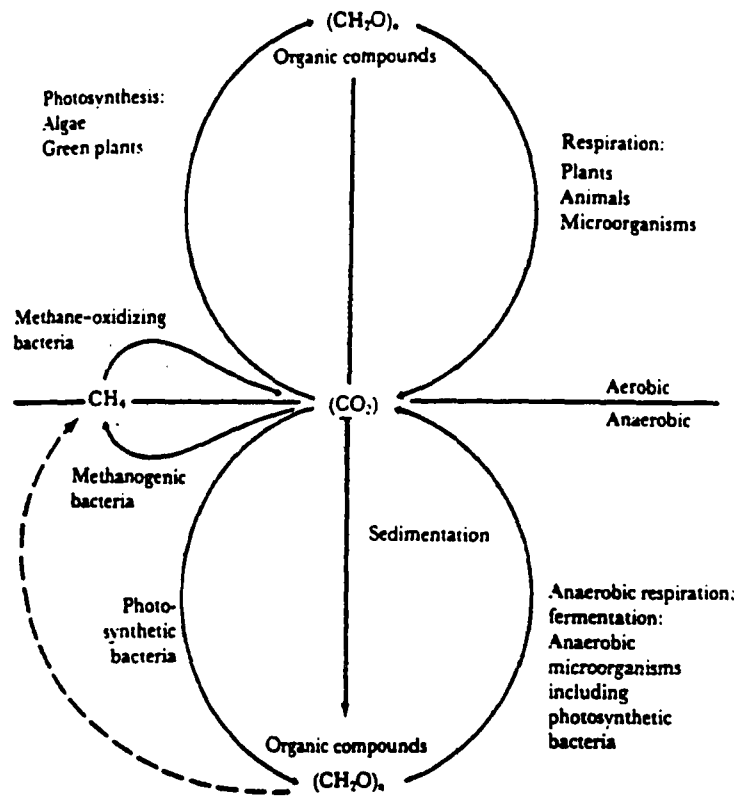 (CH₂O)ₙ
Organic compounds
Photosynthesis:
Algae
Green plants
Respiration:
Plants
Animals
Microorganisms
Methane-oxidizing
bacteria
CH₄
(CO₂)
Aerobic
Anaerobic
Methanogenic
bacteria
Sedimentation
Photo-
synthetic
bacteria
Anaerobic respiration:
fermentation:
Anaerobic
microorganisms
including
photosynthetic
bacteria
Organic compounds
(CH₂O)ₙ